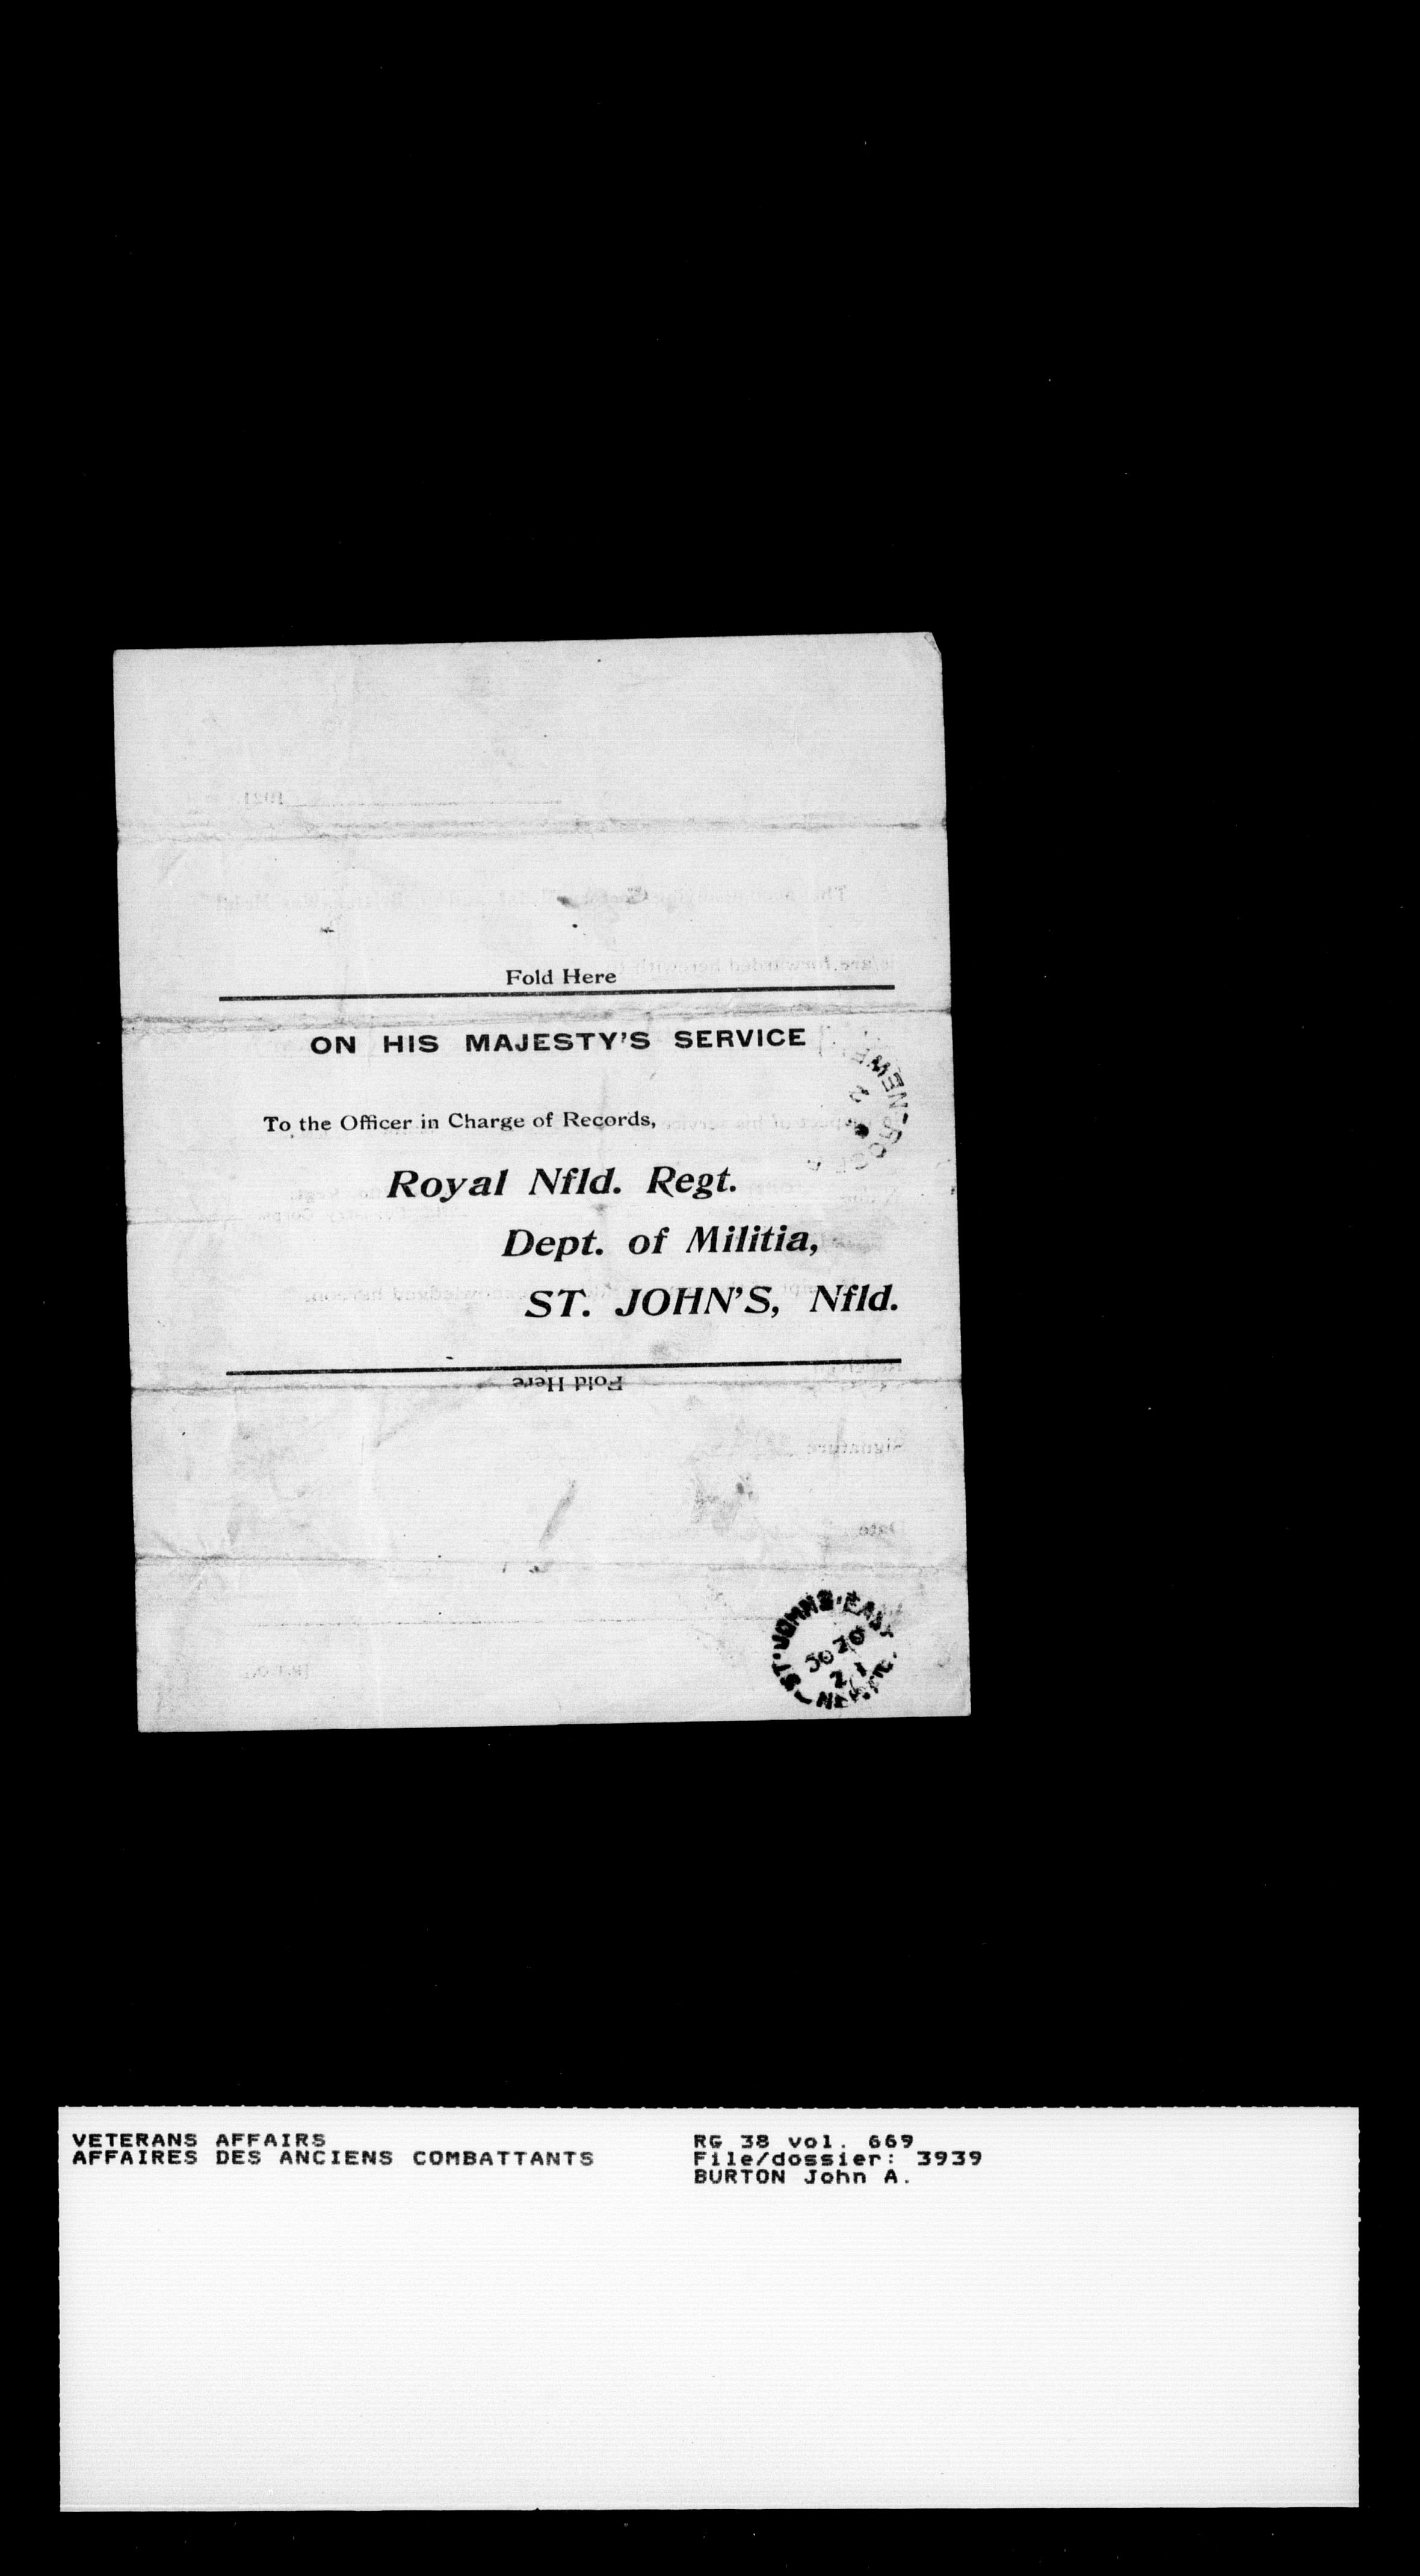 Fold Here
ON HIS MAJESTY'S SERVICE
To the Officer in Charge of Records,
Royal Nfld. Regt.
Dept. of Militia,
ST. JOHN'S, Nfld.
Fold Here
Signature
Date
ST. JOHN'S. EAST
VETERANS AFFAIRS
AFFAIRES DES ANCIENS COMBATTANTS
RG 38 vol. 669
File/dossier: 3939
BURTON John A.